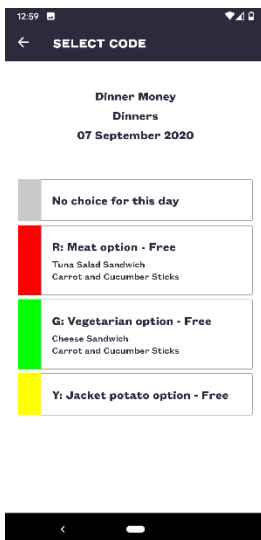 12:59
SELECT CODE
Dinner Money
Dinners
07 September 2020
No choice for this day
R: Meat option - Free
Tuna Salad Sandwich
Carrot and Cucumber Sticks
G: Vegetarian option - Free
Cheese Sandwich
Carrot and Cucumber Sticks
Y: Jacket potato option - Free